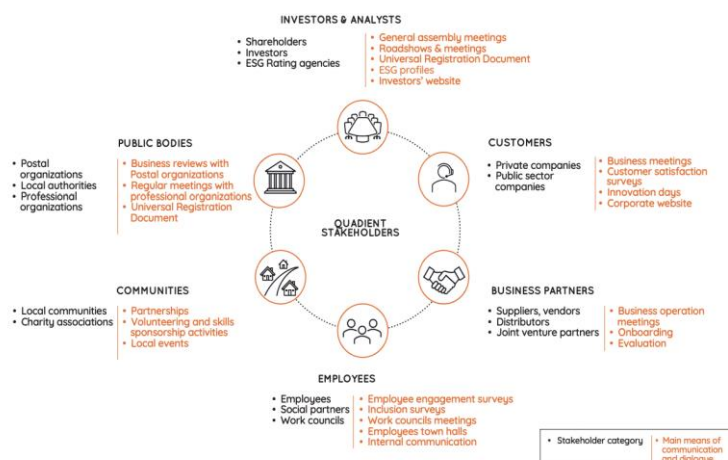 INVESTORS & ANALYSTS
• Shareholders
• Investors
• ESG Rating agencies
• General assembly meetings
• Roadshows & meetings
• Universal Registration Document
• ESG profiles
• Investors' website
PUBLIC BODIES
• Postal
organizations
• Local authorities
• Professional
organizations
• Business reviews with
Postal organizations
• Regular meetings with
professional organizations
• Universal Registration
Document
CUSTOMERS
• Private companies
• Public sector
companies
• Business meetings
• Customer satisfaction
surveys
• Innovation days
• Corporate website
QUADIENT
STAKEHOLDERS
COMMUNITIES
• Local communities
• Charity associations
• Partnerships
• Volunteering and skills
sponsorship activities
• Local events
BUSINESS PARTNERS
• Suppliers, vendors
• Distributors
• Joint venture partners
• Business operation
meetings
• Onboarding
• Evaluation
EMPLOYEES
• Employees
• Social partners
• Work councils
• Employee engagement surveys
• Inclusion surveys
• Work councils meetings
• Employees town halls
• Internal communication
• Stakeholder category
• Main means of
communication
and dialogue